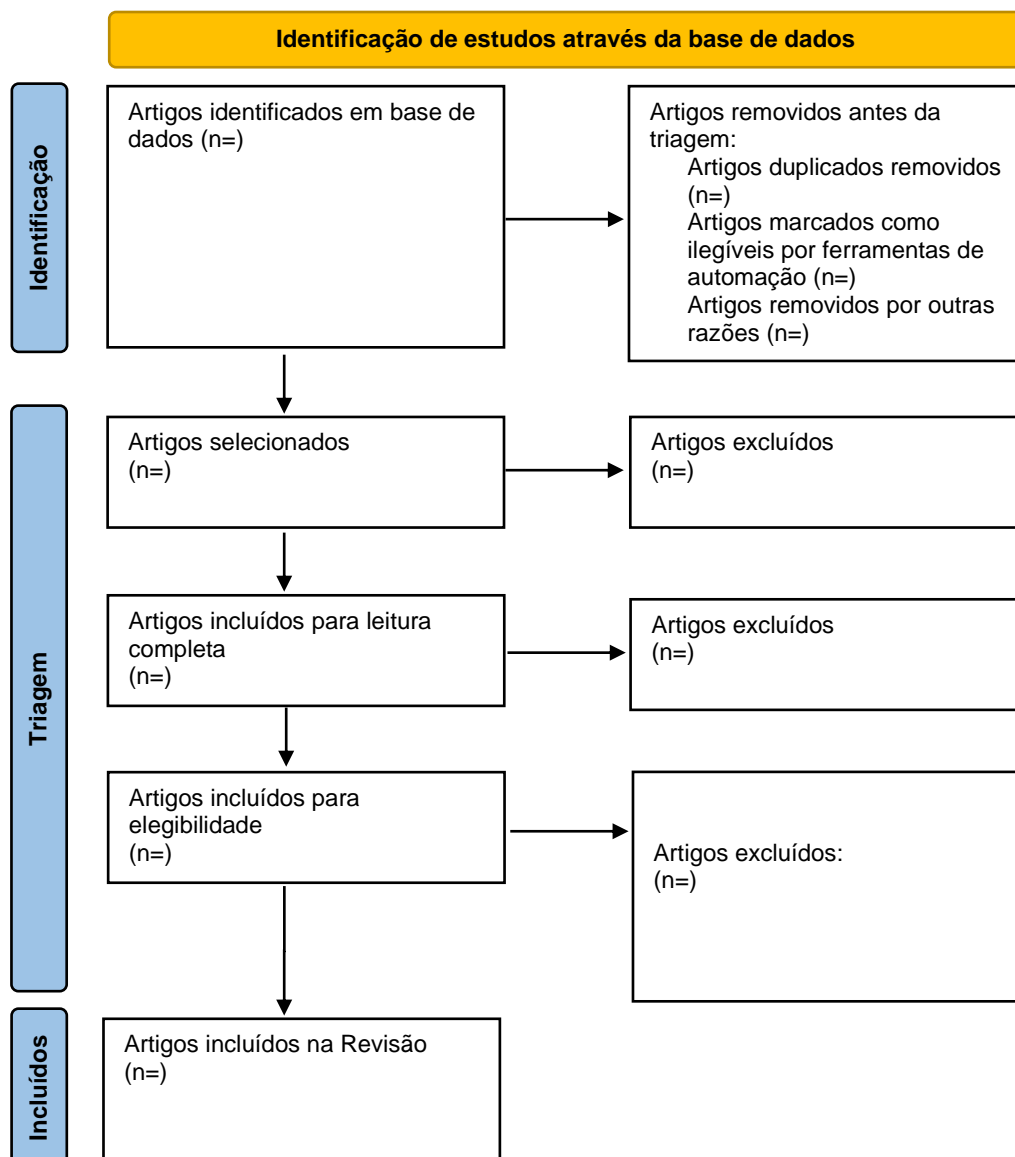 Identificação de estudos através da base de dados
Identificação
Artigos identificados em base de
dados (n=)
Artigos removidos antes da
triagem:
Artigos duplicados removidos
(n=)
Artigos marcados como
ilegíveis por ferramentas de
automação (n=)
Artigos removidos por outras
razões (n=)
Triagem
Artigos selecionados
(n=)
Artigos excluídos
(n=)
Artigos incluídos para leitura
completa
(n=)
Artigos excluídos
(n=)
Artigos incluídos para
elegibilidade
(n=)
Artigos excluídos:
(n=)
Incluídos
Artigos incluídos na Revisão
(n=)